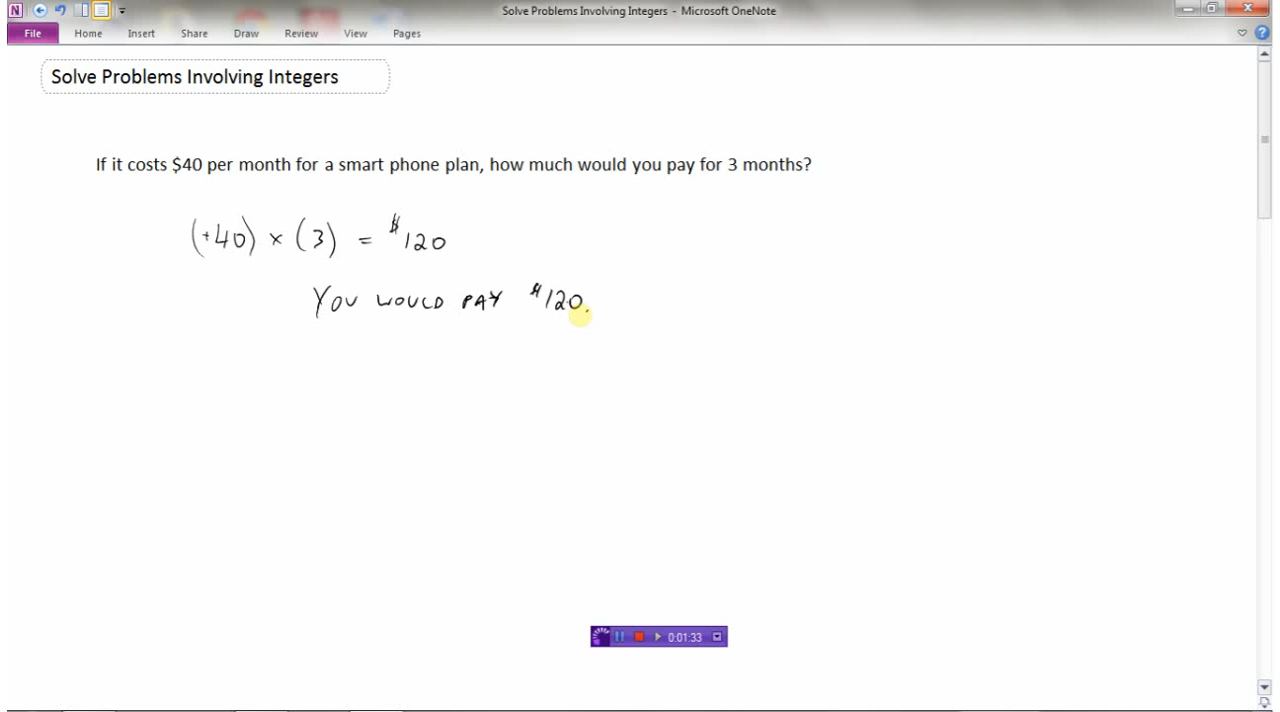 Solve Problems Involving Integers - Microsoft OneNote
File Home Insert Share Draw Review View Pages
Solve Problems Involving Integers
If it costs $40 per month for a smart phone plan, how much would you pay for 3 months?
(+40) × (3) = $120
YOU WOULD PAY $120.
0:01:33